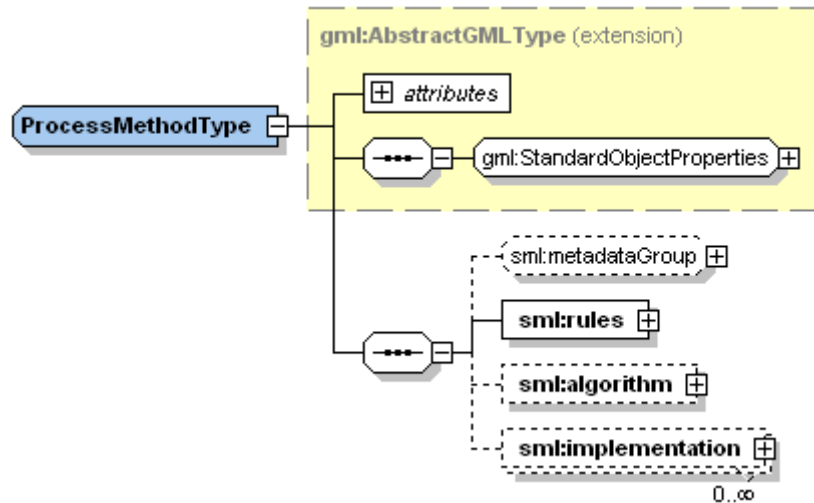 gml:AbstractGMLType (extension)
attributes
ProcessMethodType
gml:StandardObjectProperties
sml:metadataGroup
sml:rules
sml:algorithm
sml:implementation
0..∞